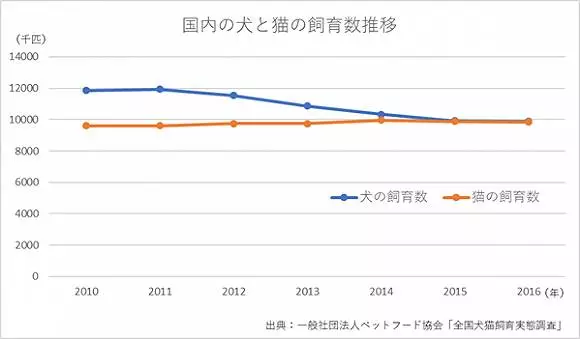 国内の犬と猫の飼育数推移
（千匹）
14000
12000
10000
8000
6000
4000
2000
0
犬の飼育数 猫の飼育数
2010 2011 2012 2013 2014 2015 2016 (年)
出典：一般社団法人ペットフード協会「全国犬猫飼育実態調査」